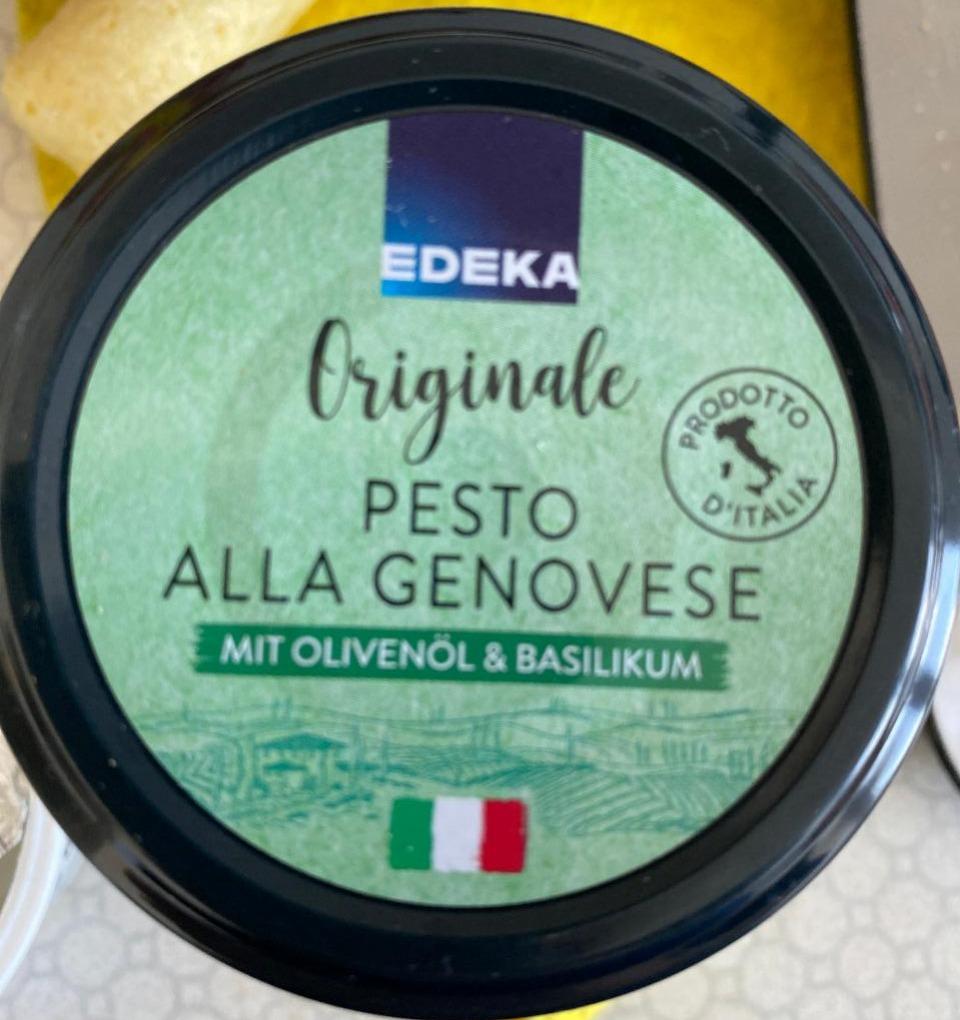 EDEKA
Originale
PRODOTTO
D'ITALIA
PESTO
ALLA GENOVESE
MIT OLIVENÖL & BASILIKUM